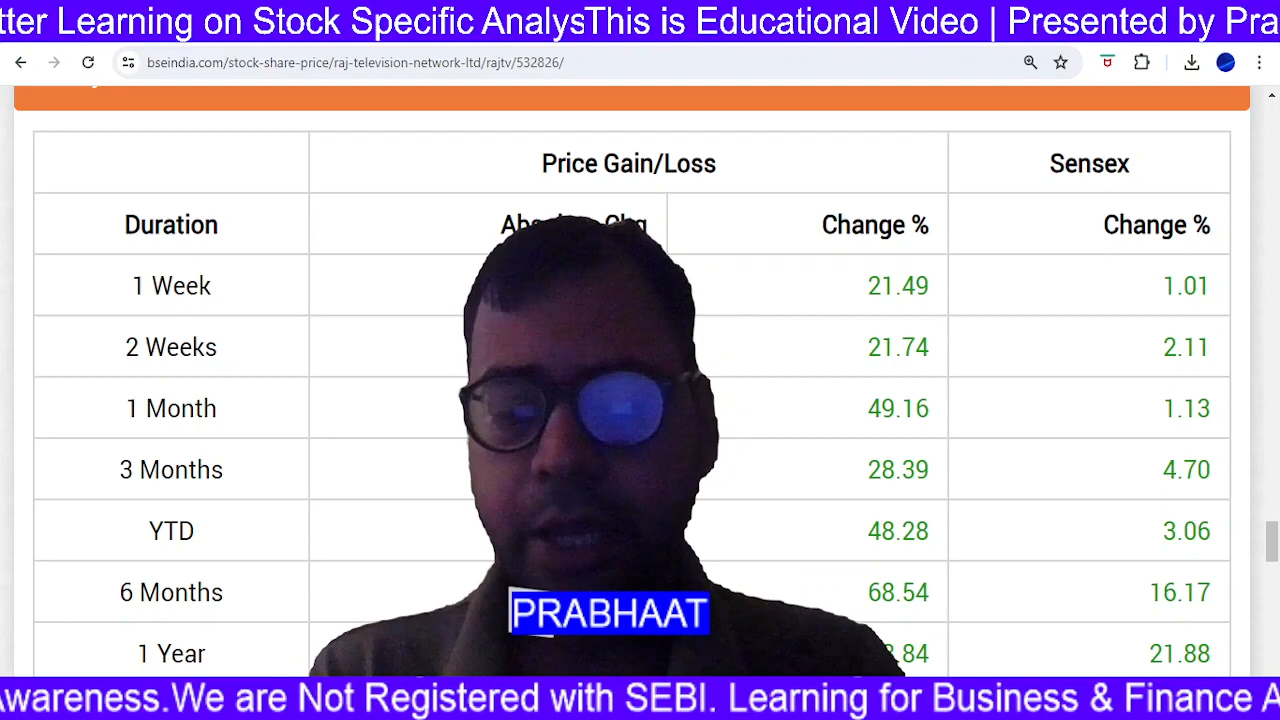 tter Learning on Stock Specific AnalysThis is Educational Video | Presented by Pra
bseindia.com/stock-share-price/raj-television-network-ltd/rajtv/532826/
Price Gain/Loss Sensex
Duration Change % Change %
1 Week 21.49 1.01
2 Weeks 21.74 2.11
1 Month 49.16 1.13
3 Months 28.39 4.70
YTD 48.28 3.06
6 Months 68.54 16.17
PRABHAAT
1 Year .84 21.88
Awareness.We are Not Registered with SEBI. Learning for Business & Finance A